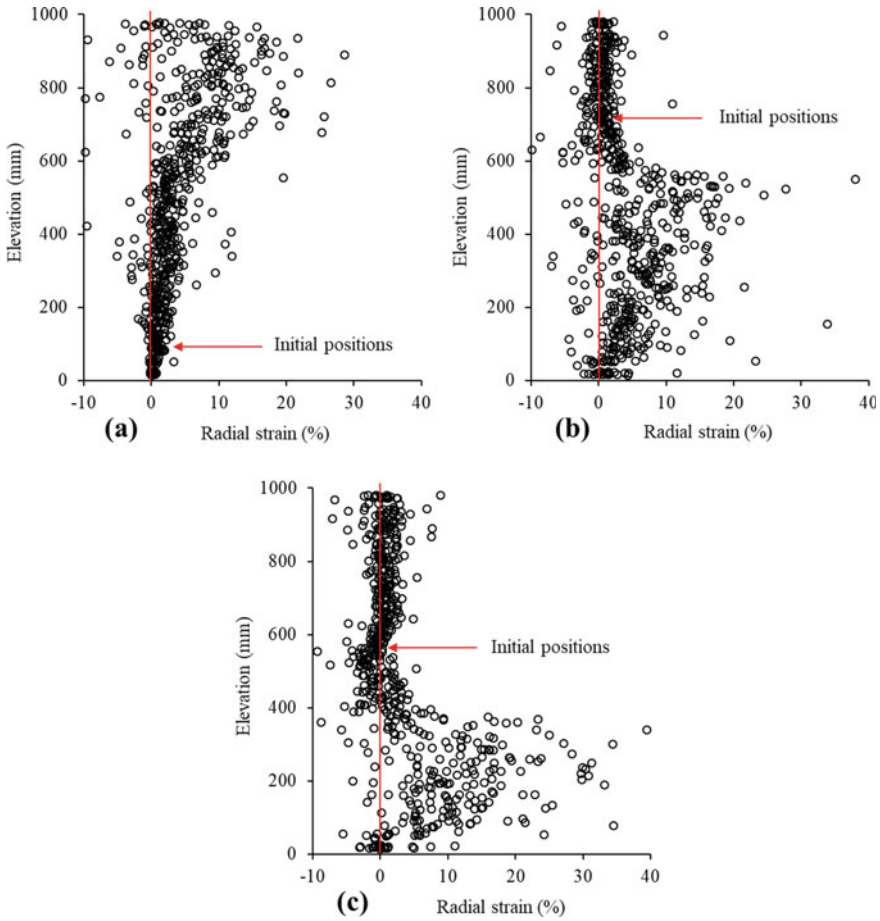 1000
800
600
400
200
0
Elevation (mm)
Initial positions
-10 0 10 20 30 40
Radial strain (%)
(a)
1000
800
600
400
200
0
Elevation (mm)
Initial positions
-10 0 10 20 30 40
Radial strain (%)
(b)
1000
800
600
400
200
0
Elevation (mm)
Initial positions
-10 0 10 20 30 40
Radial strain (%)
(c)